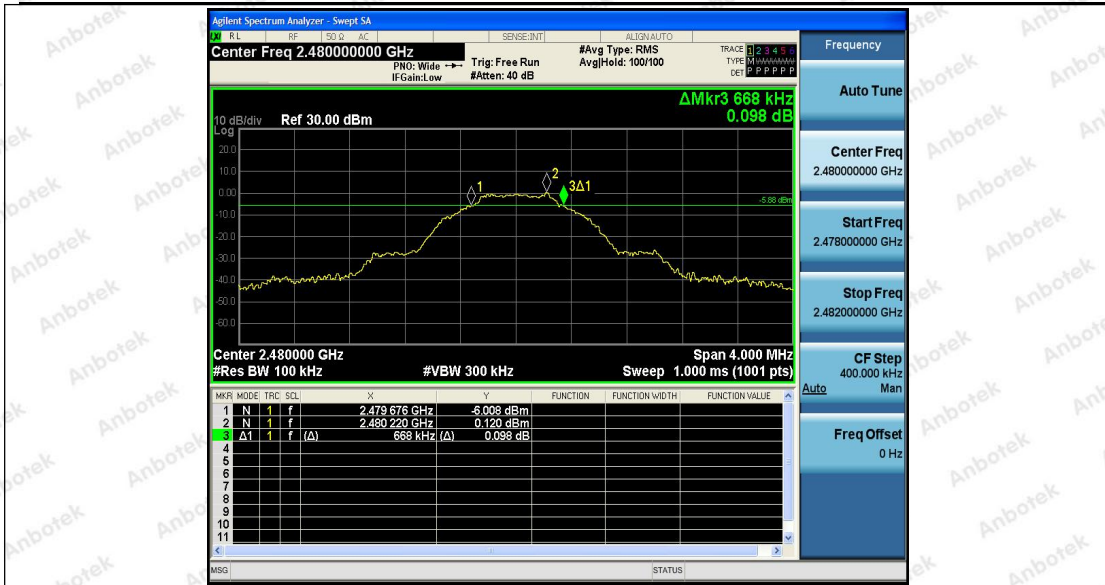 Agilent Spectrum Analyzer - Swept SA
RL RF 50 Ω AC SENSE:INT ALIGNAUTO
Center Freq 2.480000000 GHz
PNO: Wide
IFGain:Low
Trig: Free Run
#Atten: 40 dB
#Avg Type: RMS
Avg|Hold: 100/100
TRACE 1 2 3 4 5 6
TYPE M
DET P P P P P P
ΔMkr3 668 kHz
0.098 dB
10 dB/div Ref 30.00 dBm
Log
20.0
10.0
0.00
-10.0
-20.0
-30.0
-40.0
-50.0
-60.0
1
2
3Δ1
-5.88 dBm
Center 2.480000 GHz Span 4.000 MHz
#Res BW 100 kHz #VBW 300 kHz Sweep 1.000 ms (1001 pts)
MKR MODE TRC SCL X Y FUNCTION FUNCTION WIDTH FUNCTION VALUE
1 N 1 f 2.479 676 GHz -6.008 dBm
2 N 1 f 2.480 220 GHz 0.120 dBm
3 Δ1 1 f (Δ) 668 kHz (Δ) 0.098 dB
4
5
6
7
8
9
10
11
MSG STATUS
Frequency
Auto Tune
Center Freq
2.480000000 GHz
Start Freq
2.478000000 GHz
Stop Freq
2.482000000 GHz
CF Step
400.000 kHz
Auto Man
Freq Offset
0 Hz
Anbotek